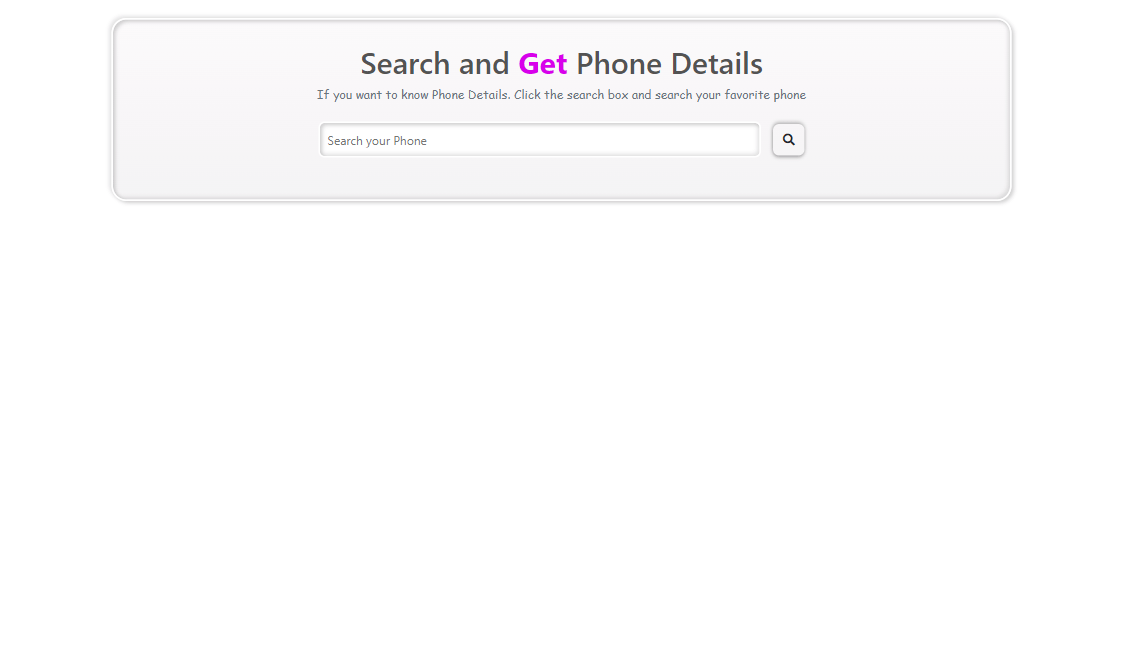 Search and Get Phone Details
If you want to know Phone Details. Click the search box and search your favorite phone
Search your Phone